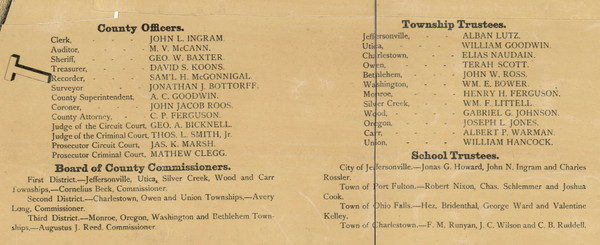 County Officers.
Clerk, JOHN L. INGRAM.
Auditor, M. V. McCANN.
Sheriff, GEO. W. BAXTER.
Treasurer, DAVID S. KOONS.
Recorder, SAM'L H. McGONNIGAL.
Surveyor JONATHAN J. BOTTORFF.
County Superintendent, A. C. GOODWIN.
Coroner, JOHN JACOB ROOS.
County Attorney, C. P. FERGUSON.
Judge of the Circuit Court, GEO. A. BICKNELL.
Judge of the Criminal Court, THOS. L. SMITH, Jr.
Prosecutor Circuit Court, JAS. K. MARSH.
Prosecutor Criminal Court, MATHEW CLEGG.
Board of County Commissioners.
First District.—Jeffersonville, Utica, Silver Creek, Wood and Carr
Townships,—Cornelius Beck, Commissioner.
Second District.—Charlestown, Owen and Union Townships.—Avery
Long, Commissioner.
Third District.—Monroe, Oregon, Washington and Bethlehem Town-
ships.—Augustus J. Reed, Commissioner.
Township Trustees.
Jeffersonville, ALBAN LUTZ.
Utica, WILLIAM GOODWIN.
Charlestown, ELIAS NAUDAIN.
Owen, TERAH SCOTT.
Bethlehem, JOHN W. ROSS.
Washington, WM. E. BOWER.
Monroe, HENRY H. FERGUSON.
Silver Creek, WM. F. LITTELL.
Wood, GABRIEL G. JOHNSON.
Oregon, JOSEPH L. JONES.
Carr, ALBERT P. WARMAN.
Union. WILLIAM HANCOCK.
School Trustees.
City of Jeffersonville.—Jonas G. Howard, John N. Ingram and Charles
Rossler.
Town of Port Fulton.—Robert Nixon, Chas. Schlemmer and Joshua
Cook.
Town of Ohio Falls.—Hez. Bridenthal, George Ward and Valentine
Kelley.
Town of Charlestown.—F. M. Runyan, J. C. Wilson and C. B. Ruddell.